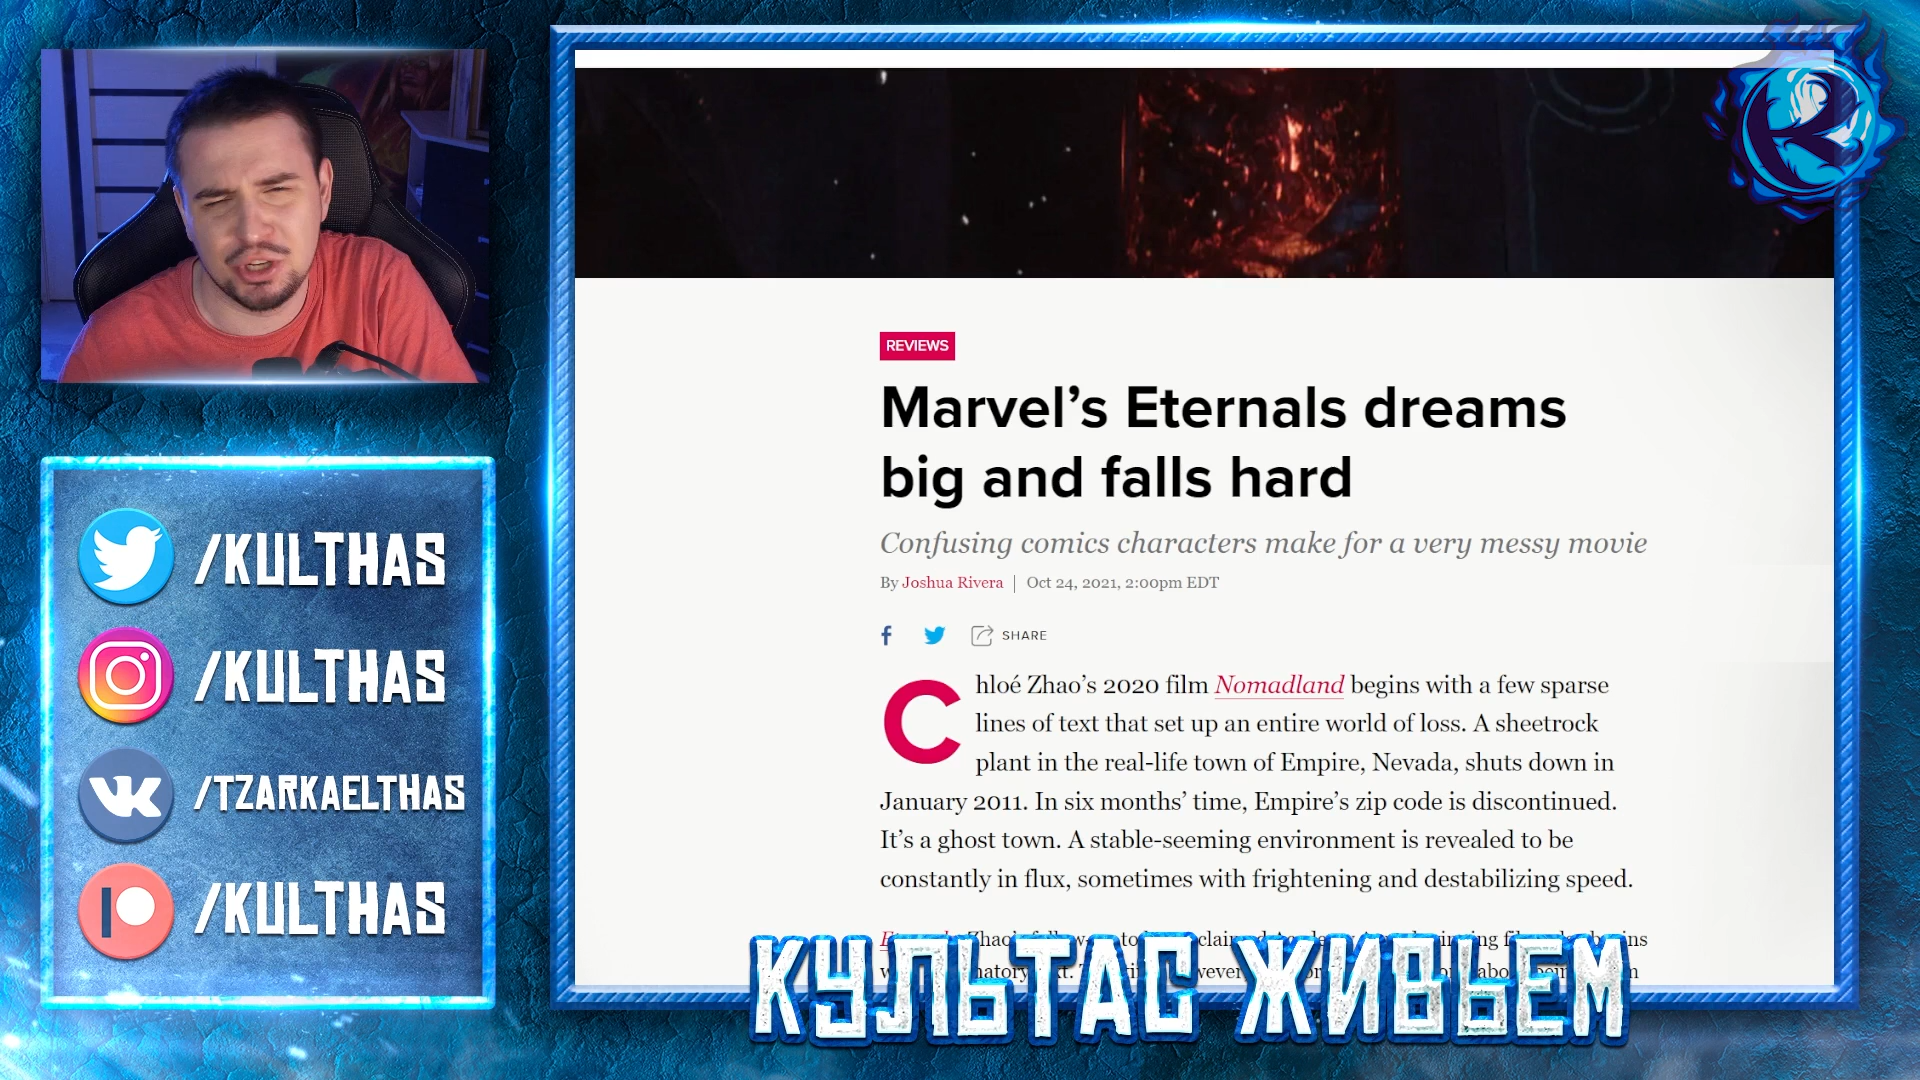 /KULTHAS
/KULTHAS
/TZARKAELTHAS
/KULTHAS
REVIEWS
Marvel’s Eternals dreams
big and falls hard
Confusing comics characters make for a very messy movie
By Joshua Rivera | Oct 24, 2021, 2:00pm EDT
SHARE
Chloé Zhao’s 2020 film Nomadland begins with a few sparse
lines of text that set up an entire world of loss. A sheetrock
plant in the real-life town of Empire, Nevada, shuts down in
January 2011. In six months’ time, Empire’s zip code is discontinued.
It’s a ghost town. A stable-seeming environment is revealed to be
constantly in flux, sometimes with frightening and destabilizing speed.
КУЛЬТАС ЖИВЬЕМ